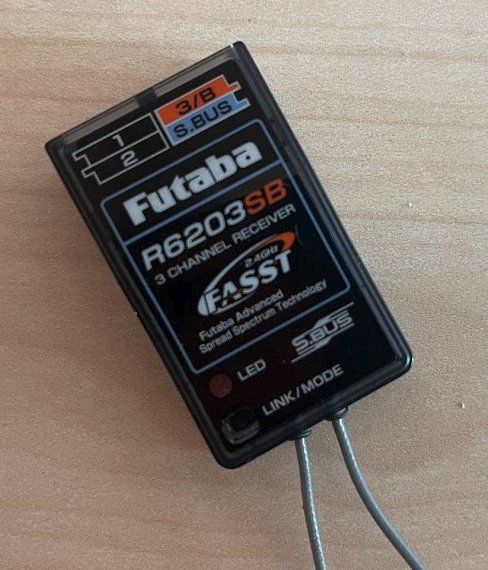 1
2
3/B
S.BUS
Futaba
R6203SB
3 CHANNEL RECEIVER
2.4GHz
FASST
Futaba Advanced
Spread Spectrum Technology
S.BUS
LED
LINK/MODE